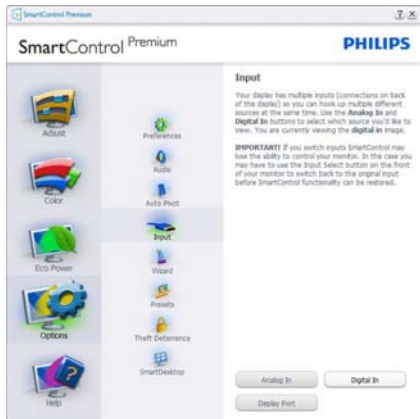 SmartControl Premium
SmartControl Premium
PHILIPS
Adjust
Color
Eco Power
Options
Help
Preferences
Audio
Auto Pivot
Input
Wizard
Presets
Theft Deterrence
SmartDesktop
Input
Your display has multiple inputs (connections on back
of this display) so you can hook up multiple different
sources at the same time. Use the Analog In and
Digital In buttons to select which source you'd like to
view. You are currently viewing the digital in image.
IMPORTANT! If you switch inputs SmartControl may
lose the ability to control your monitor. In the case you
may have to use the Input Select button on the front
of your monitor to switch back to the original input
before SmartControl functionality can be restored.
Analog In
Digital In
Display Port